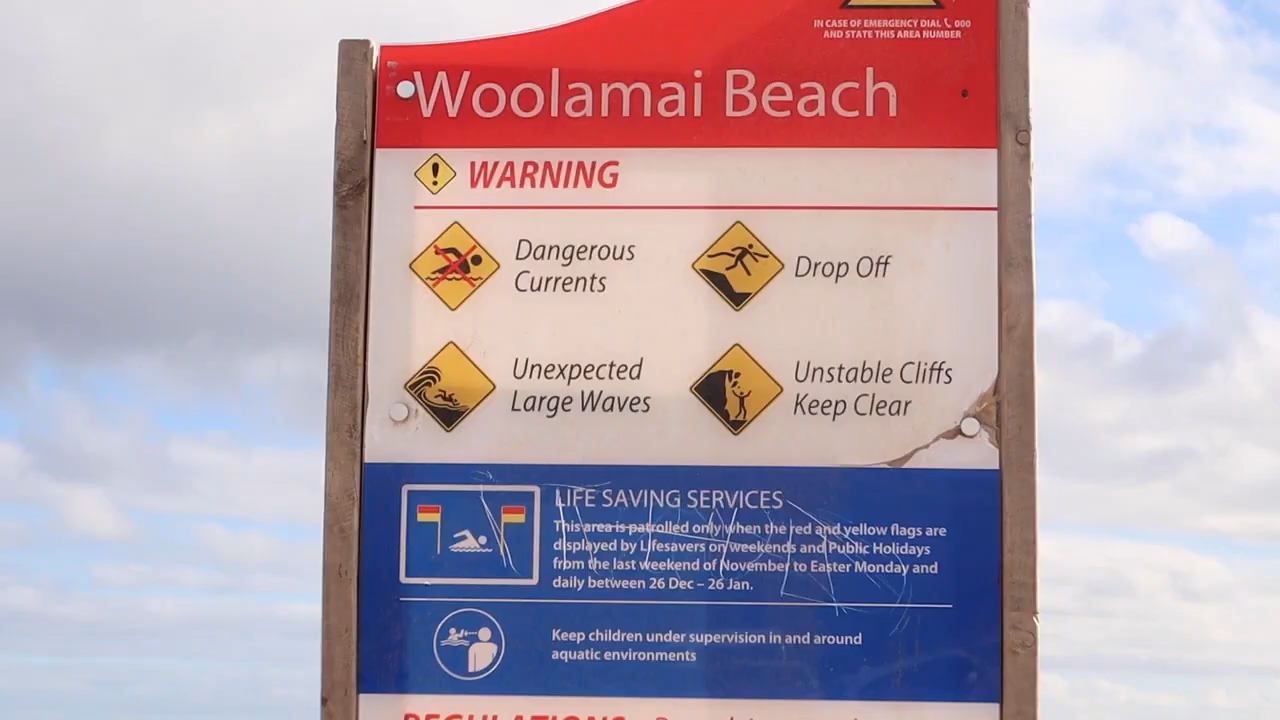 IN CASE OF EMERGENCY DIAL 000
AND STATE THIS AREA NUMBER
Woolamai Beach
WARNING
Dangerous
Currents
Drop Off
Unexpected
Large Waves
Unstable Cliffs
Keep Clear
LIFE SAVING SERVICES
This area is patrolled only when the red and yellow flags are
displayed by Lifesavers on weekends and Public Holidays
from the last weekend of November to Easter Monday and
daily between 26 Dec – 26 Jan.
Keep children under supervision in and around
aquatic environments
REGULATIONS